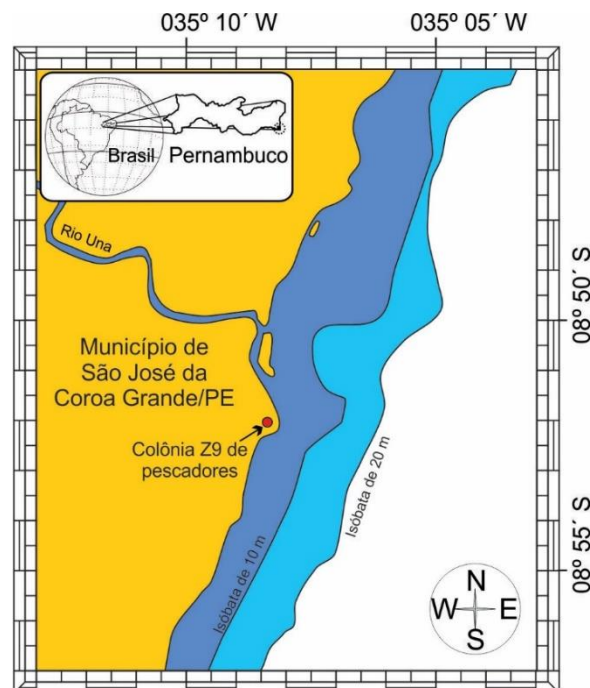 035º 10´ W
035º 05´ W
Brasil
Pernambuco
Rio Una
08º 50´ S
Município de
São José da
Coroa Grande/PE
Colônia Z9 de
pescadores
Isóbata de 20 m
Isóbata de 10 m
08º 55´ S
N
W E
S